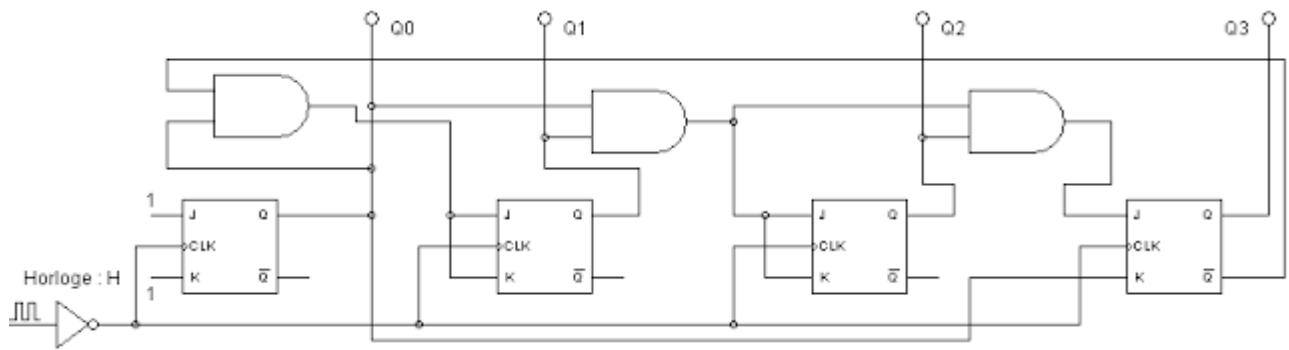 Q0 Q1 Q2 Q3
1 J Q J Q J Q J Q
CLK CLK CLK CLK
K Q̅ K Q̅ K Q̅ K Q̅
1
Horloge : H